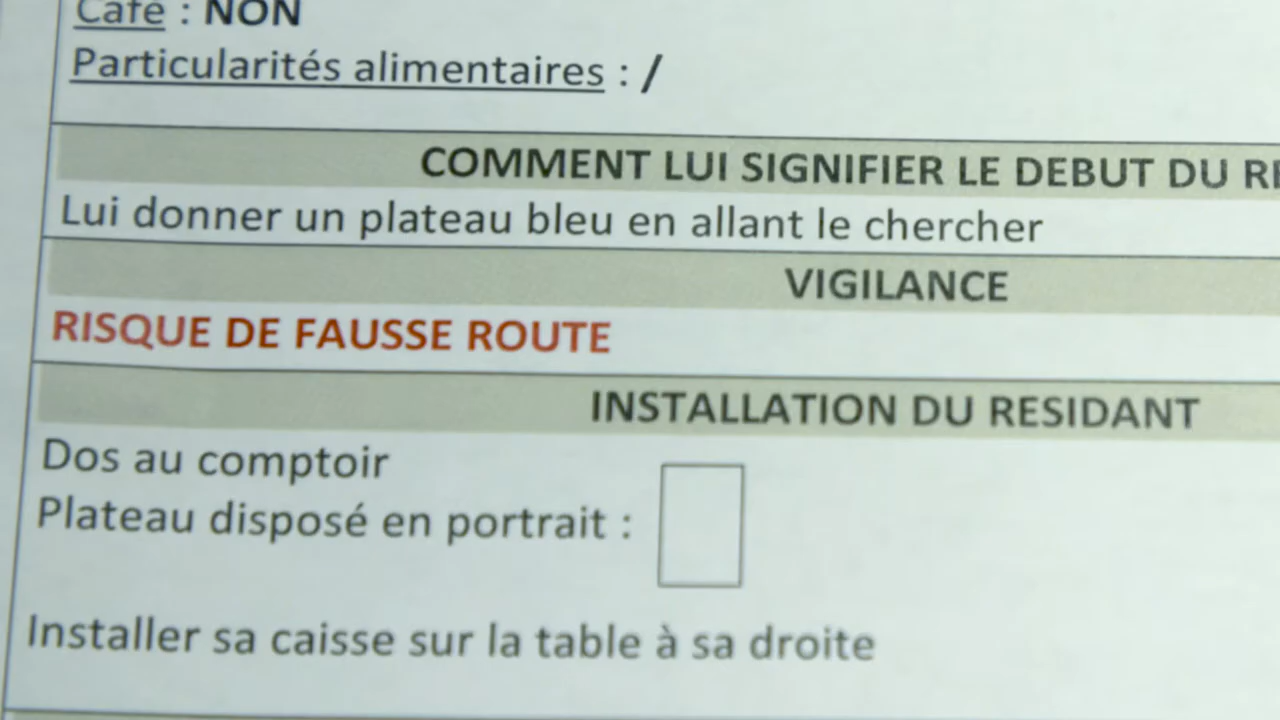 Café : NON
Particularités alimentaires : /
COMMENT LUI SIGNIFIER LE DEBUT DU
Lui donner un plateau bleu en allant le chercher
VIGILANCE
RISQUE DE FAUSSE ROUTE
INSTALLATION DU RESIDANT
Dos au comptoir
Plateau disposé en portrait :
Installer sa caisse sur la table à sa droite